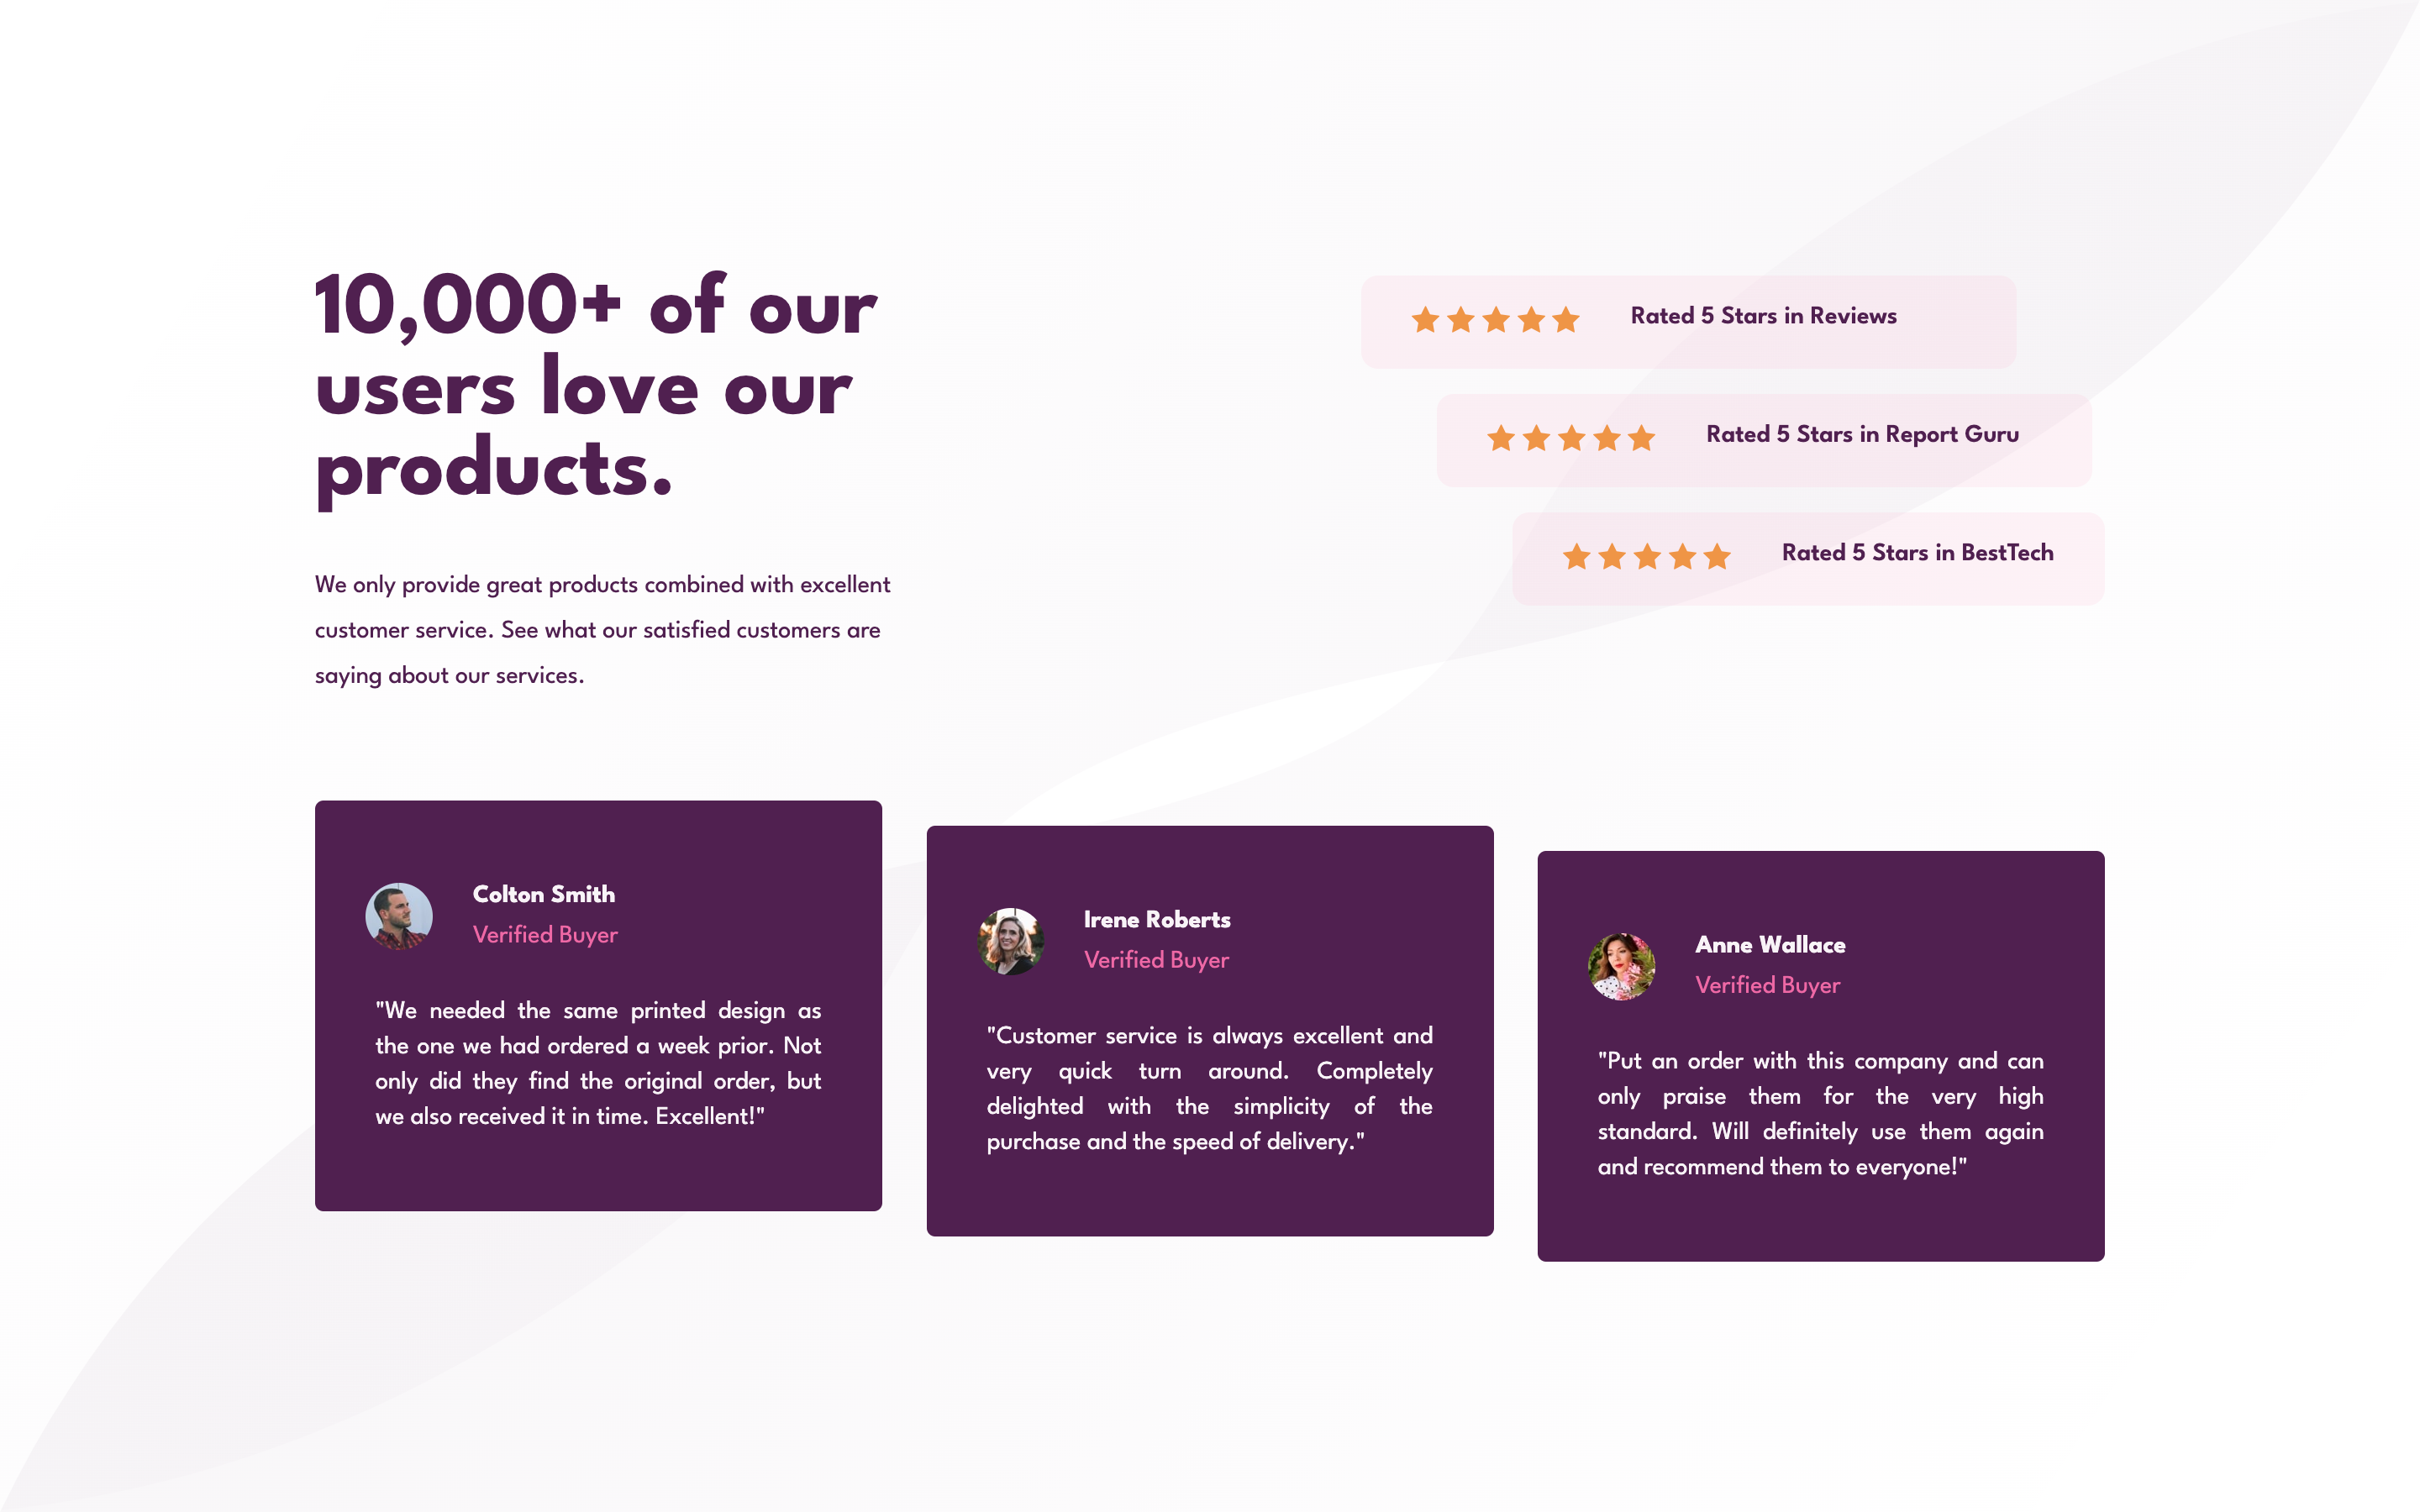 10,000+ of our
users love our
products.
We only provide great products combined with excellent
customer service. See what our satisfied customers are
saying about our services.
Rated 5 Stars in Reviews
Rated 5 Stars in Report Guru
Rated 5 Stars in BestTech
Colton Smith
Verified Buyer
"We needed the same printed design as
the one we had ordered a week prior. Not
only did they find the original order, but
we also received it in time. Excellent!"
Irene Roberts
Verified Buyer
"Customer service is always excellent and
very quick turn around. Completely
delighted with the simplicity of the
purchase and the speed of delivery."
Anne Wallace
Verified Buyer
"Put an order with this company and can
only praise them for the very high
standard. Will definitely use them again
and recommend them to everyone!"